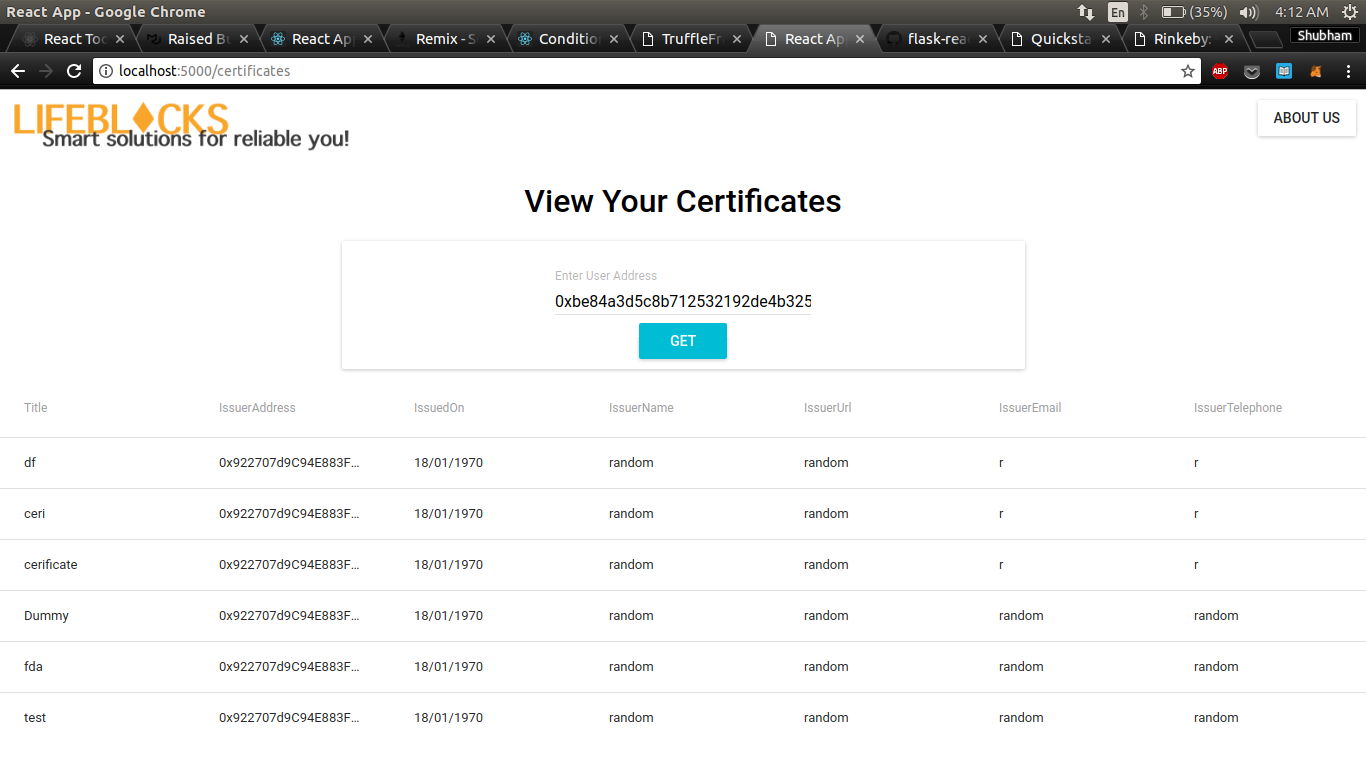 React App - Google Chrome En (35%) 4:12 AM
React Too Raised Bu React App Remix - S Condition TruffleFr React App flask-rea Quicksta Rinkeby: Shubham
localhost:5000/certificates ABP
LIFEBLOCKS
Smart solutions for reliable you!
ABOUT US
View Your Certificates
Enter User Address
0xbe84a3d5c8b712532192de4b325
GET
Title IssuerAddress IssuedOn IssuerName IssuerUrl IssuerEmail IssuerTelephone
df 0x922707d9C94E883F... 18/01/1970 random random r r
ceri 0x922707d9C94E883F... 18/01/1970 random random r r
cerificate 0x922707d9C94E883F... 18/01/1970 random random r r
Dummy 0x922707d9C94E883F... 18/01/1970 random random random random
fda 0x922707d9C94E883F... 18/01/1970 random random random random
test 0x922707d9C94E883F... 18/01/1970 random random random random